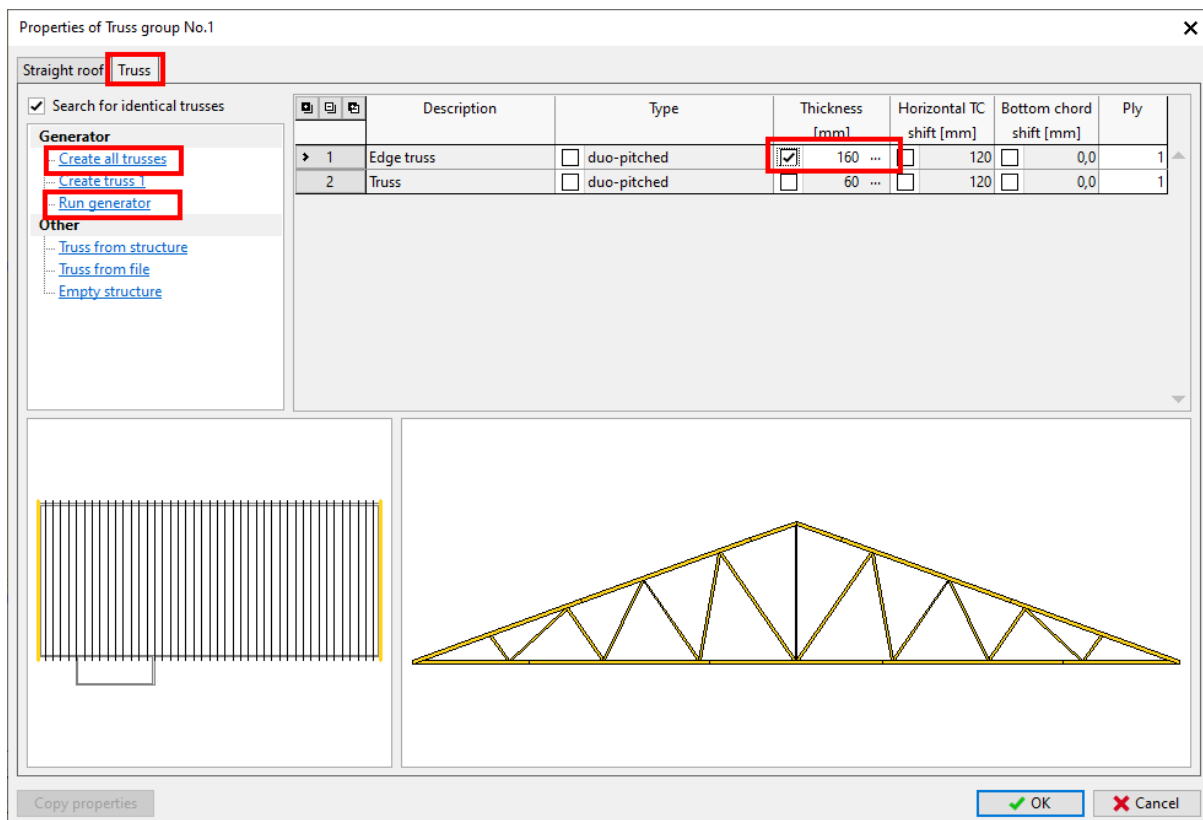 Properties of Truss group No.1
Straight roof Truss
Search for identical trusses
Generator
Create all trusses
Create truss 1
Run generator
Other
Truss from structure
Truss from file
Empty structure
Description Type Thickness Horizontal TC Bottom chord Ply
[mm] shift [mm] shift [mm]
1 Edge truss duo-pitched 160 ... 120 0,0 1
2 Truss duo-pitched 60 ... 120 0,0 1
Copy properties OK Cancel